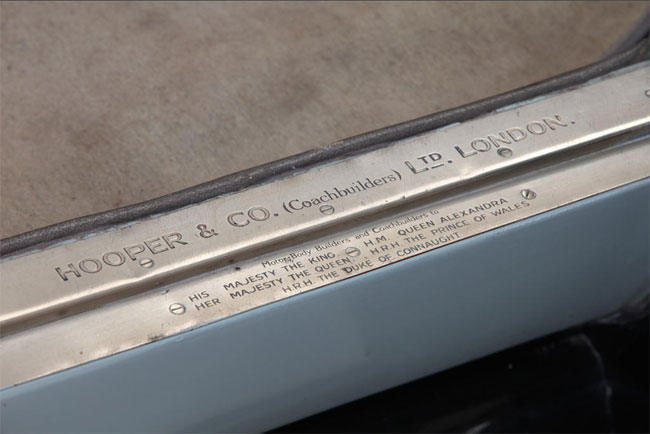 HOOPER & CO. (Coachbuilders) LTD. LONDON.
Motor Body Builders and Coachbuilders to
HIS MAJESTY THE KING. H.M. QUEEN ALEXANDRA
HER MAJESTY THE QUEEN. H.R.H. THE PRINCE OF WALES
H.R.H. THE DUKE OF CONNAUGHT